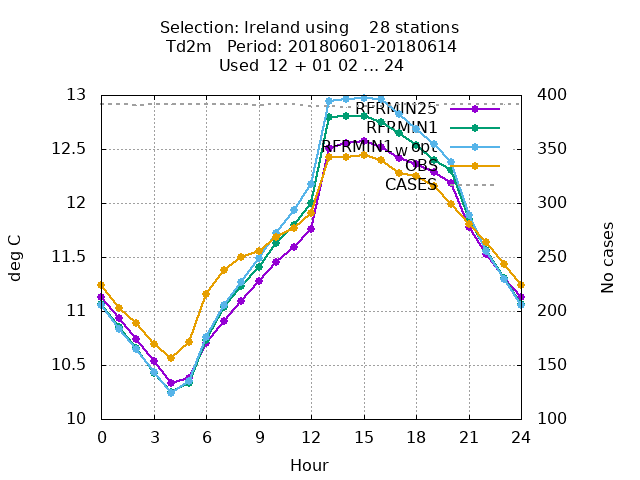 Selection: Ireland using    28 stations
Td2m   Period: 20180601-20180614
Used  12 + 01 02 ... 24
13
12.5
12
11.5
11
10.5
10
deg C
400
350
300
250
200
150
100
No cases
RFRMIN25
RFRMIN1
RFRMIN1w opt
OBS
CASES
0 3 6 9 12 15 18 21 24
Hour